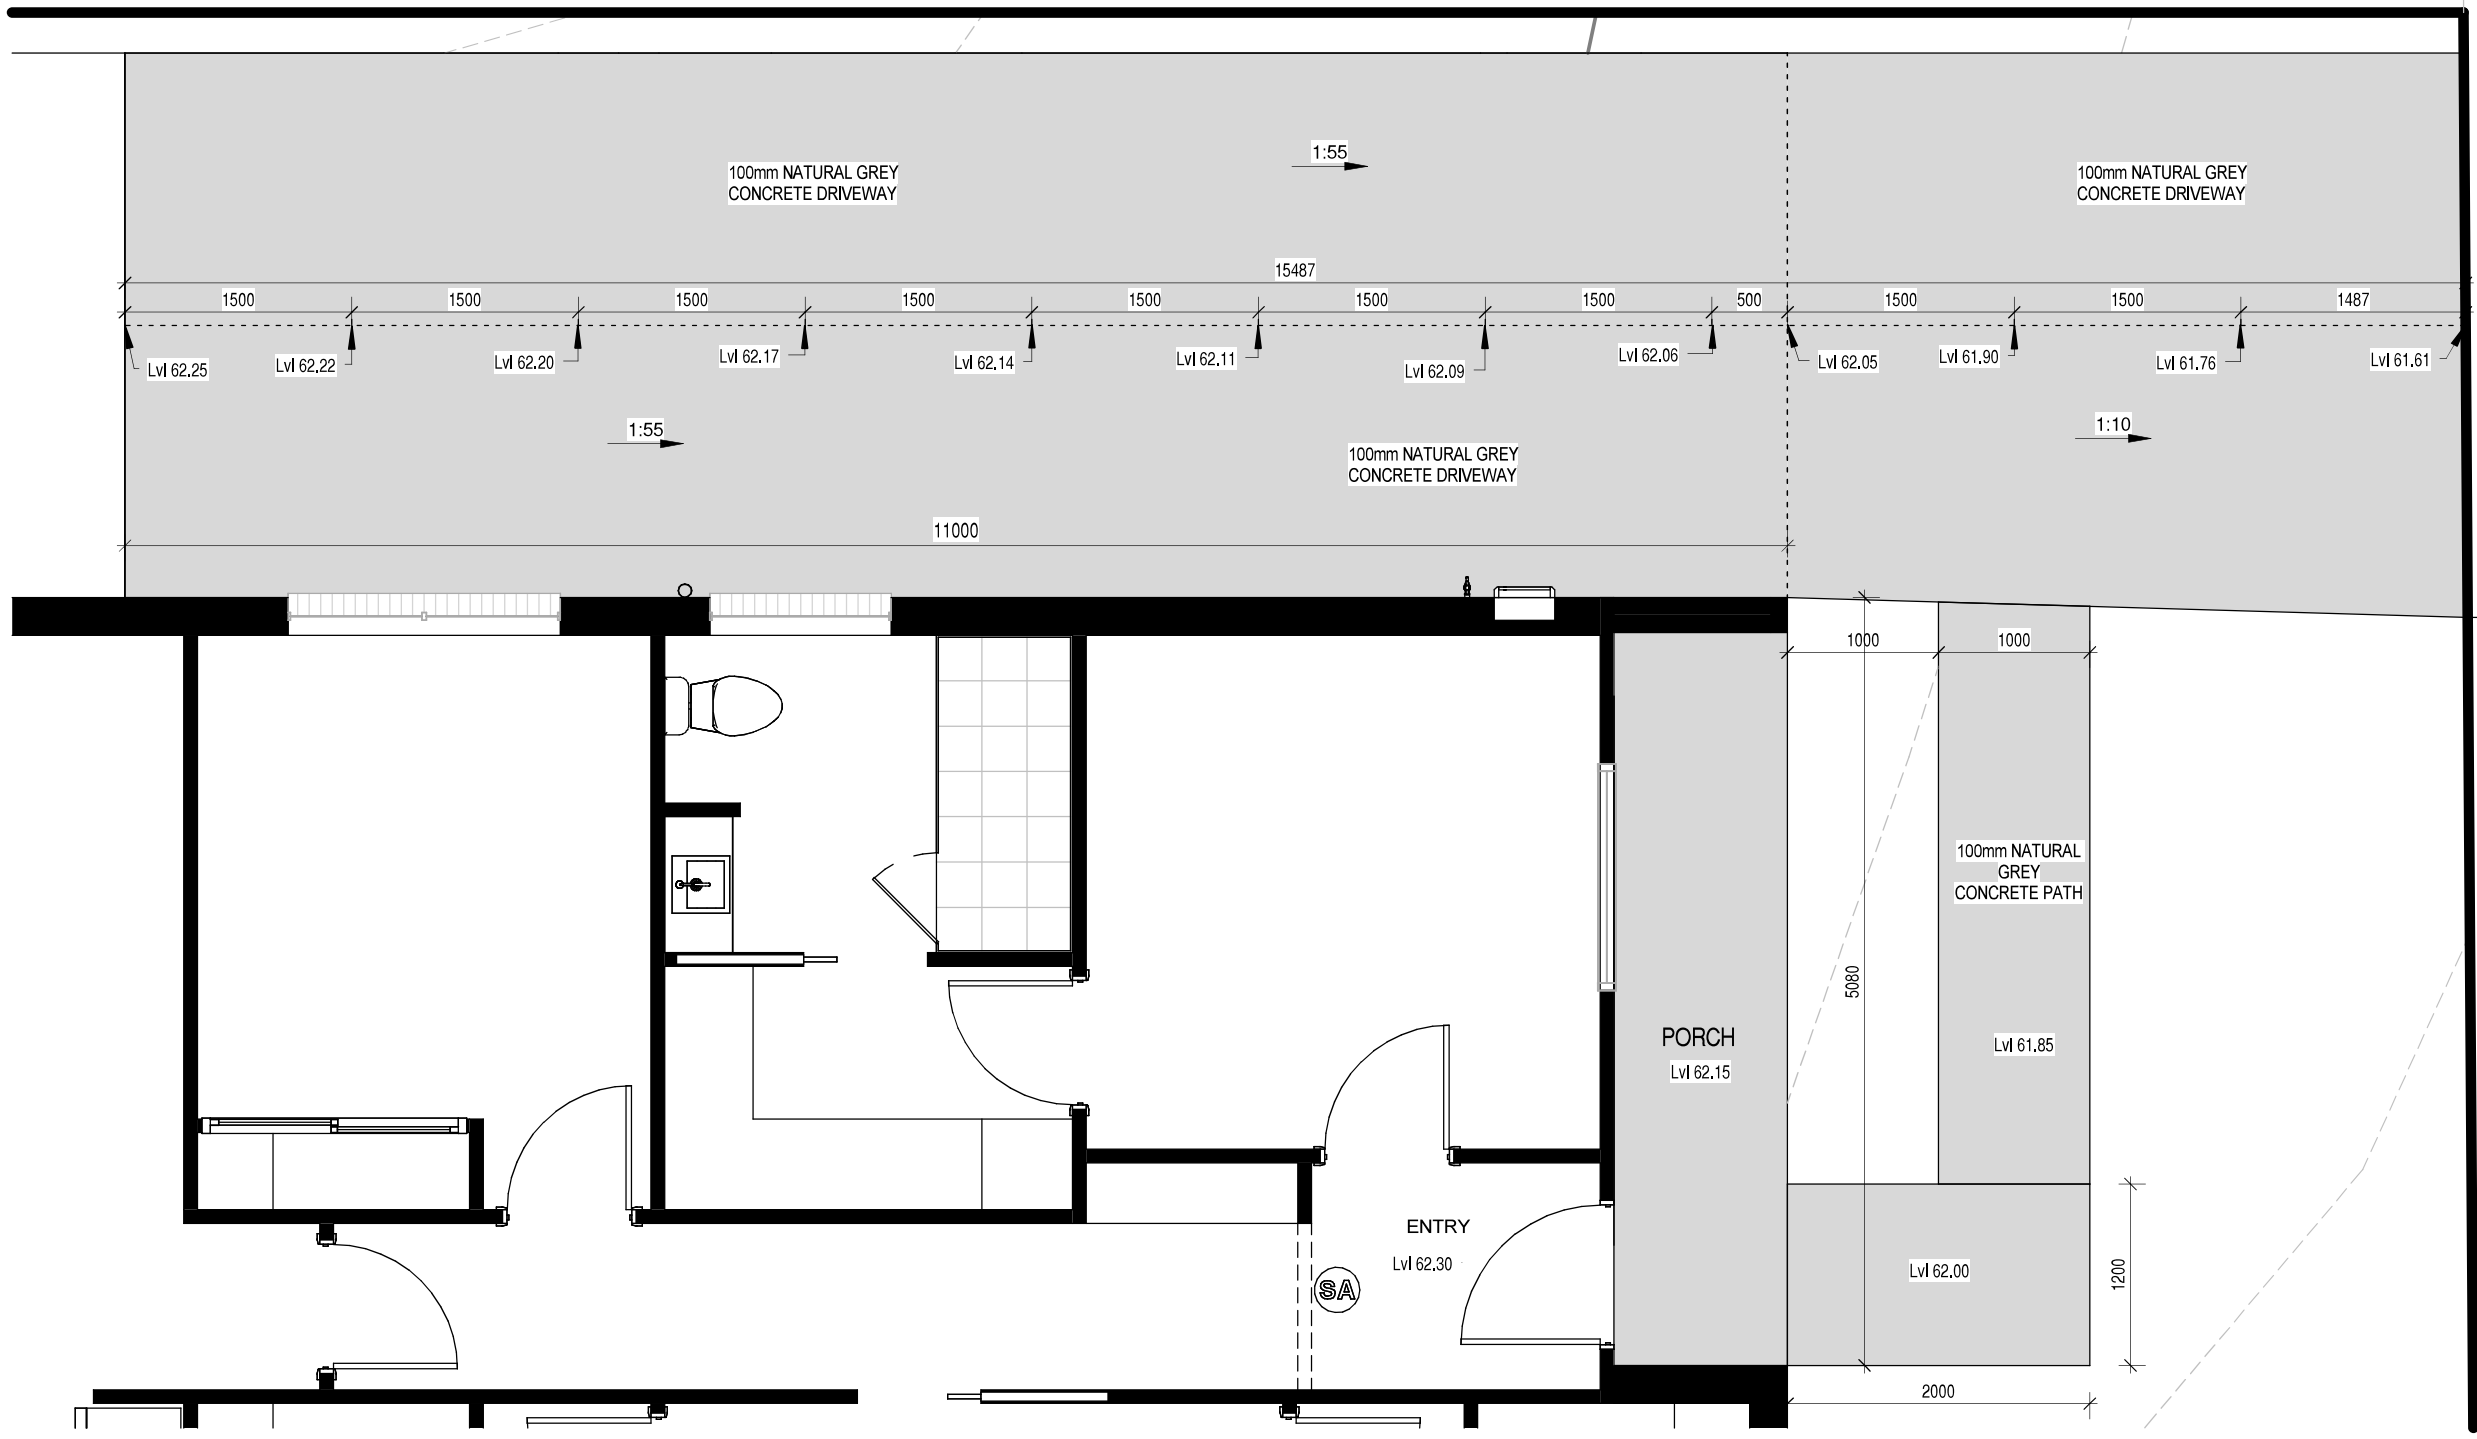 1:55
100mm NATURAL GREY
CONCRETE DRIVEWAY
100mm NATURAL GREY
CONCRETE DRIVEWAY
15487
1500 1500 1500 1500 1500 1500 1500 500 1500 1500 1487
Lvl 62.25 Lvl 62.22 Lvl 62.20 Lvl 62.17 Lvl 62.14 Lvl 62.11 Lvl 62.09 Lvl 62.06 Lvl 62.05 Lvl 61.90 Lvl 61.76 Lvl 61.61
1:55
1:10
100mm NATURAL GREY
CONCRETE DRIVEWAY
11000
1000 1000
100mm NATURAL
GREY
CONCRETE PATH
5080
PORCH
Lvl 62.15
Lvl 61.85
ENTRY
Lvl 62.30
SA
Lvl 62.00
1200
2000